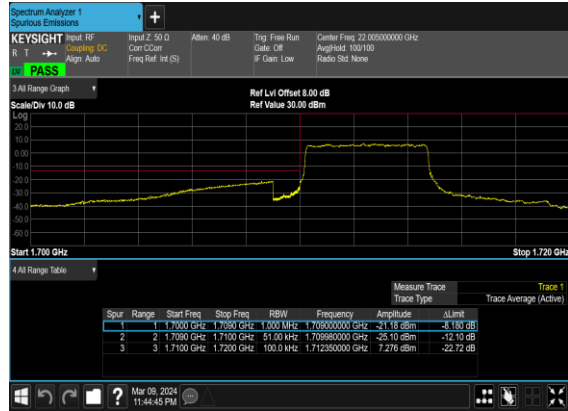 Spectrum Analyzer 1
Spurious Emissions
+
KEYSIGHT Input: RF Input Z: 50 Ω Atten: 40 dB Trig: Free Run Center Freq: 22.005000000 GHz
R T Coupling: DC Corr CCorr Gate: Off Avg|Hold: 100/100
Align: Auto Freq Ref: Int (S) IF Gain: Low Radio Std: None
PASS
3 All Range Graph
Ref Lvl Offset 8.00 dB
Scale/Div 10.0 dB Ref Value 30.00 dBm
Log
20.0
10.0
0.00
-10.0
-20.0
-30.0
-40.0
-50.0
-60.0
Start 1.700 GHz Stop 1.720 GHz
4 All Range Table
Measure Trace Trace 1
Trace Type Trace Average (Active)
Spur Range Start Freq Stop Freq RBW Frequency Amplitude ΔLimit
1 1 1.7000 GHz 1.7090 GHz 1.000 MHz 1.709000000 GHz -21.18 dBm -8.180 dB
2 2 1.7090 GHz 1.7100 GHz 51.00 kHz 1.709980000 GHz -25.10 dBm -12.10 dB
3 3 1.7100 GHz 1.7200 GHz 100.0 kHz 1.712350000 GHz 7.276 dBm -22.72 dB
? Mar 09, 2024
11:44:45 PM